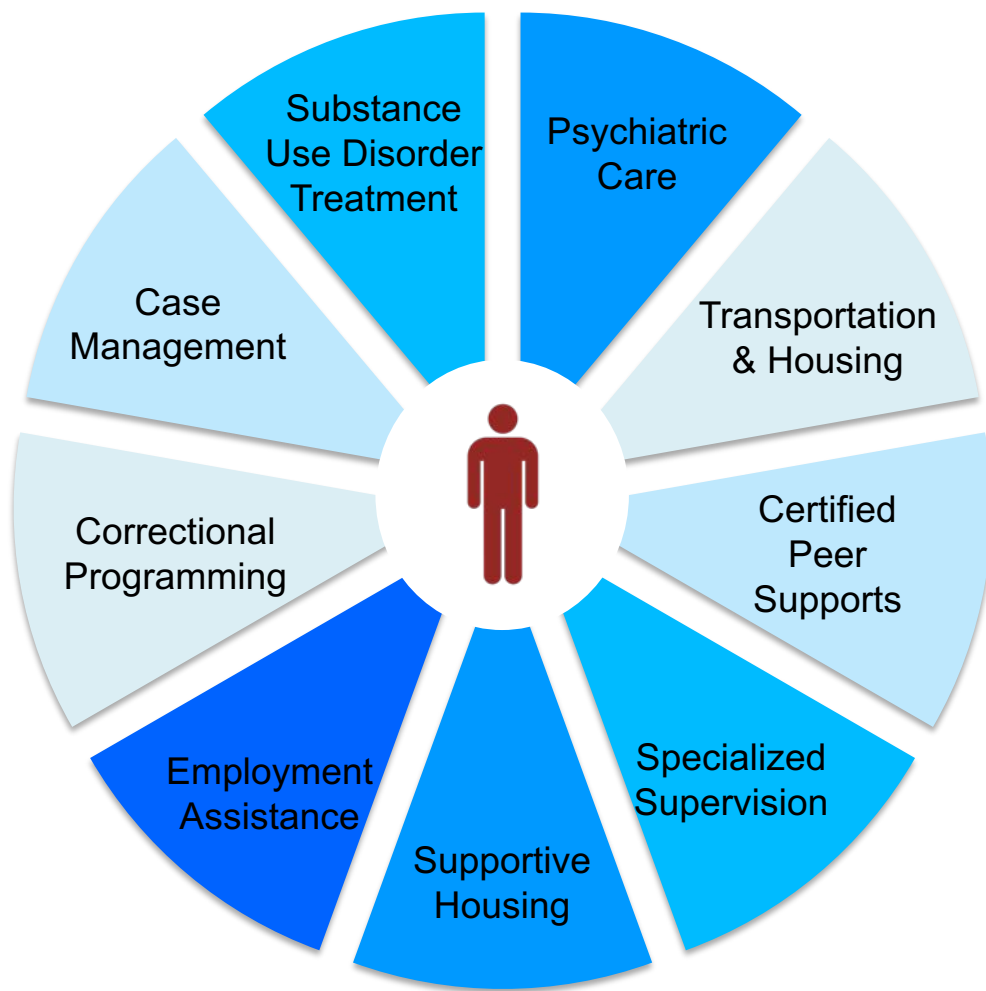 Substance
Use Disorder
Treatment
Psychiatric
Care
Transportation
& Housing
Certified
Peer
Supports
Specialized
Supervision
Supportive
Housing
Employment
Assistance
Correctional
Programming
Case
Management